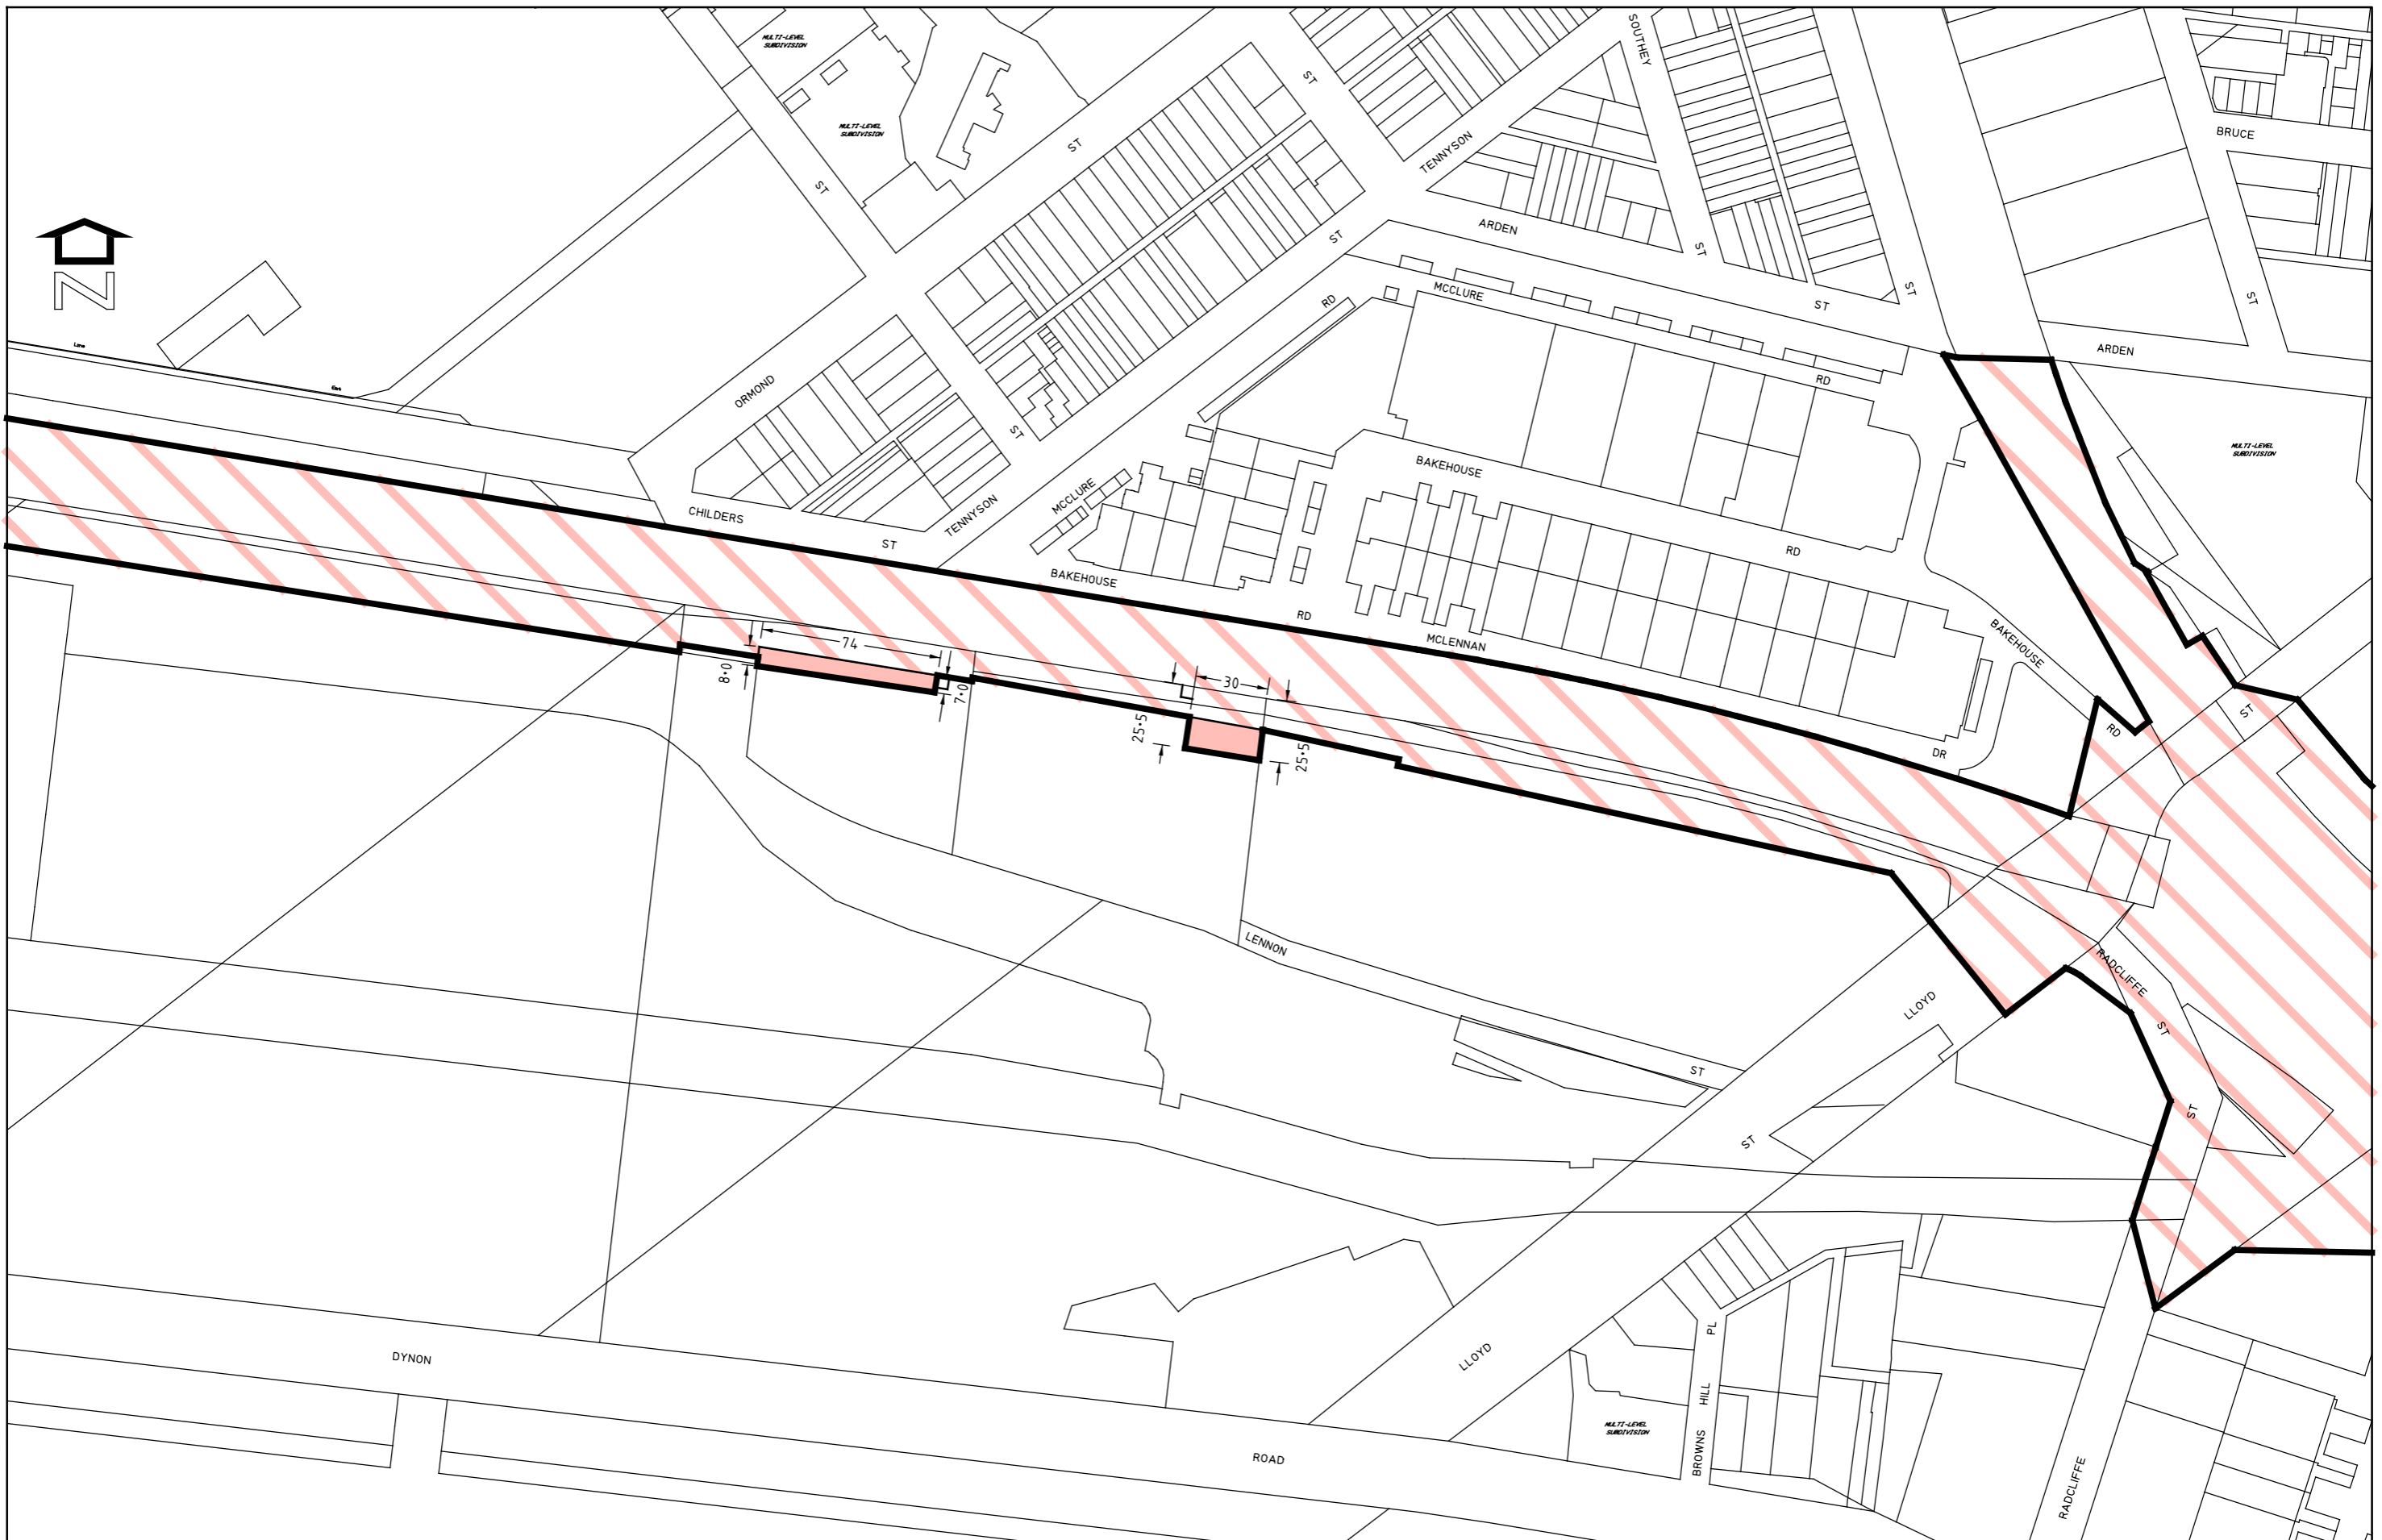 MULTI-LEVEL
SUBDIVISION
SOUTHEY
ST
MULTI-LEVEL
SUBDIVISION
BRUCE
ST
TENNYSON
ST
ARDEN
ST
ST
ST
ST
ST
N
RD
MCCLURE
ST
Lane
ARDEN
RD
Elark
ORMOND
ST
MULTI-LEVEL
SUBDIVISION
BAKEHOUSE
MCCLURE
CHILDERS
TENNYSON
ST
RD
BAKEHOUSE
RD
MCLENNAN
BAKEHOUSE
74
8·0
7·0
30
25·5
25·5
ST
RD
DR
LENNON
RADCLIFFE
LLOYD
ST
ST
ST
ST
PL
LLOYD
DYNON
HILL
MULTI-LEVEL
SUBDIVISION
BROWNS
ROAD
RADCLIFFE